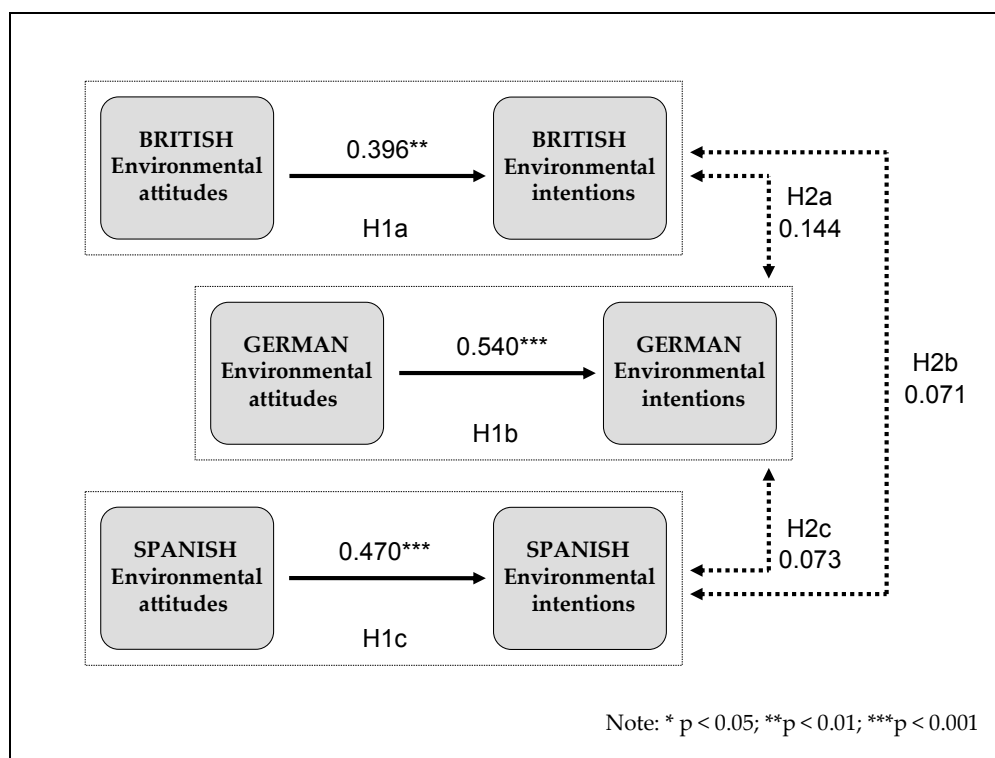 BRITISH
Environmental
attitudes
0.396**
H1a
BRITISH
Environmental
intentions
H2a
0.144
GERMAN
Environmental
attitudes
0.540***
H1b
GERMAN
Environmental
intentions
H2b
0.071
SPANISH
Environmental
attitudes
0.470***
H1c
SPANISH
Environmental
intentions
H2c
0.073
Note: * p < 0.05; **p < 0.01; ***p < 0.001